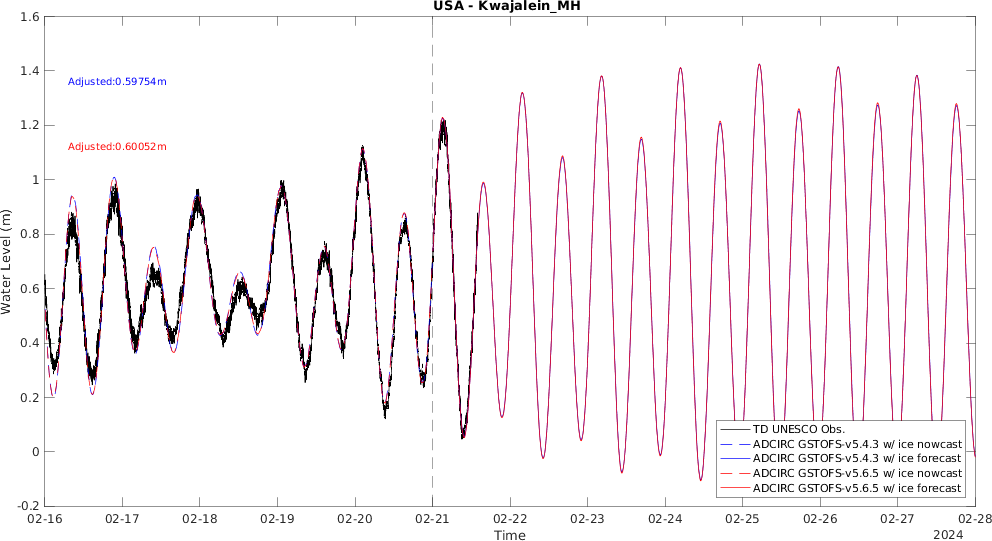 USA - Kwajalein_MH
1.6
1.4
1.2
1
0.8
0.6
0.4
0.2
0
-0.2
Water Level (m)
Adjusted:0.59754m
Adjusted:0.60052m
TD UNESCO Obs.
ADCIRC GSTOFS-v5.4.3 w/ ice nowcast
ADCIRC GSTOFS-v5.4.3 w/ ice forecast
ADCIRC GSTOFS-v5.6.5 w/ ice nowcast
ADCIRC GSTOFS-v5.6.5 w/ ice forecast
02-16 02-17 02-18 02-19 02-20 02-21 02-22 02-23 02-24 02-25 02-26 02-27 02-28
Time
2024